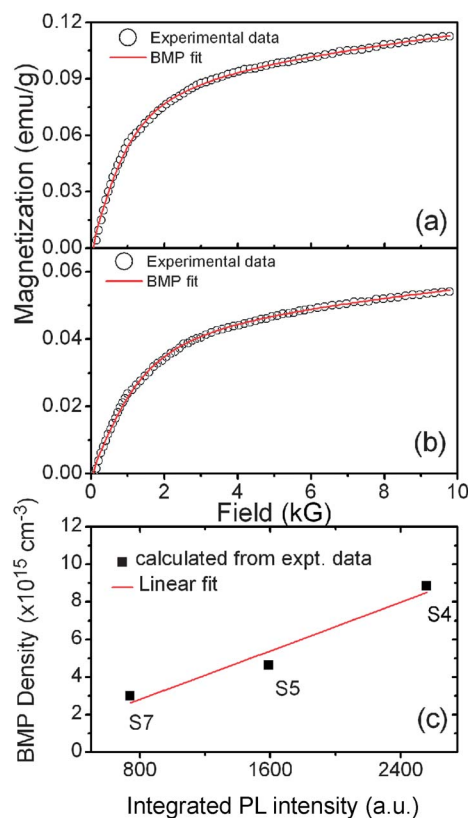 0.12
Experimental data
BMP fit
0.09
0.06
0.03
(a)
0.00
Magnetization (emu/g)
0.06
Experimental data
BMP fit
0.04
0.02
(b)
0.00
0 2 4 6 8 10
Field (kG)
12
10
8
6
4
2
0
BMP Density (x10¹⁵ cm⁻³)
calculated from expt. data
Linear fit
S4
S5
S7
(c)
800 1600 2400
Integrated PL intensity (a.u.)